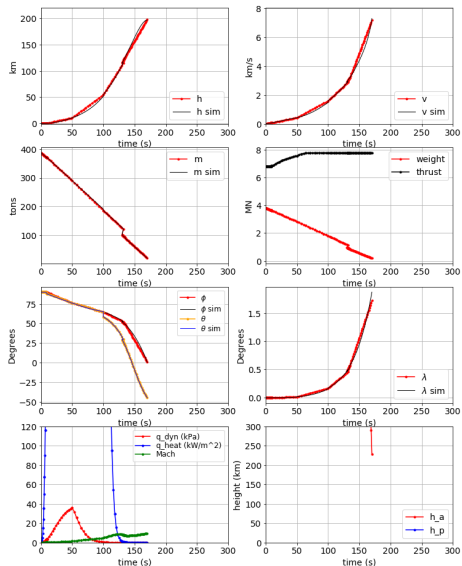 200
150
100
50
0
km
0 50 100 150 200 250 300
time (s)
h
h sim
8
6
4
2
0
km/s
0 50 100 150 200 250 300
time (s)
v
v sim
400
300
200
100
tons
0 50 100 150 200 250 300
time (s)
m
m sim
8
6
4
2
0
MN
0 50 100 150 200 250 300
time (s)
weight
thrust
75
50
25
0
−25
−50
Degrees
0 50 100 150 200 250 300
time (s)
ϕ
ϕ sim
θ
θ sim
1.5
1.0
0.5
0.0
Degrees
0 50 100 150 200 250 300
time (s)
λ
λ sim
120
100
80
60
40
20
0
0 50 100 150 200 250 300
time (s)
q_dyn (kPa)
q_heat (kW/m^2)
Mach
300
250
200
150
100
50
0
height (km)
0 50 100 150 200 250 300
time (s)
h_a
h_p